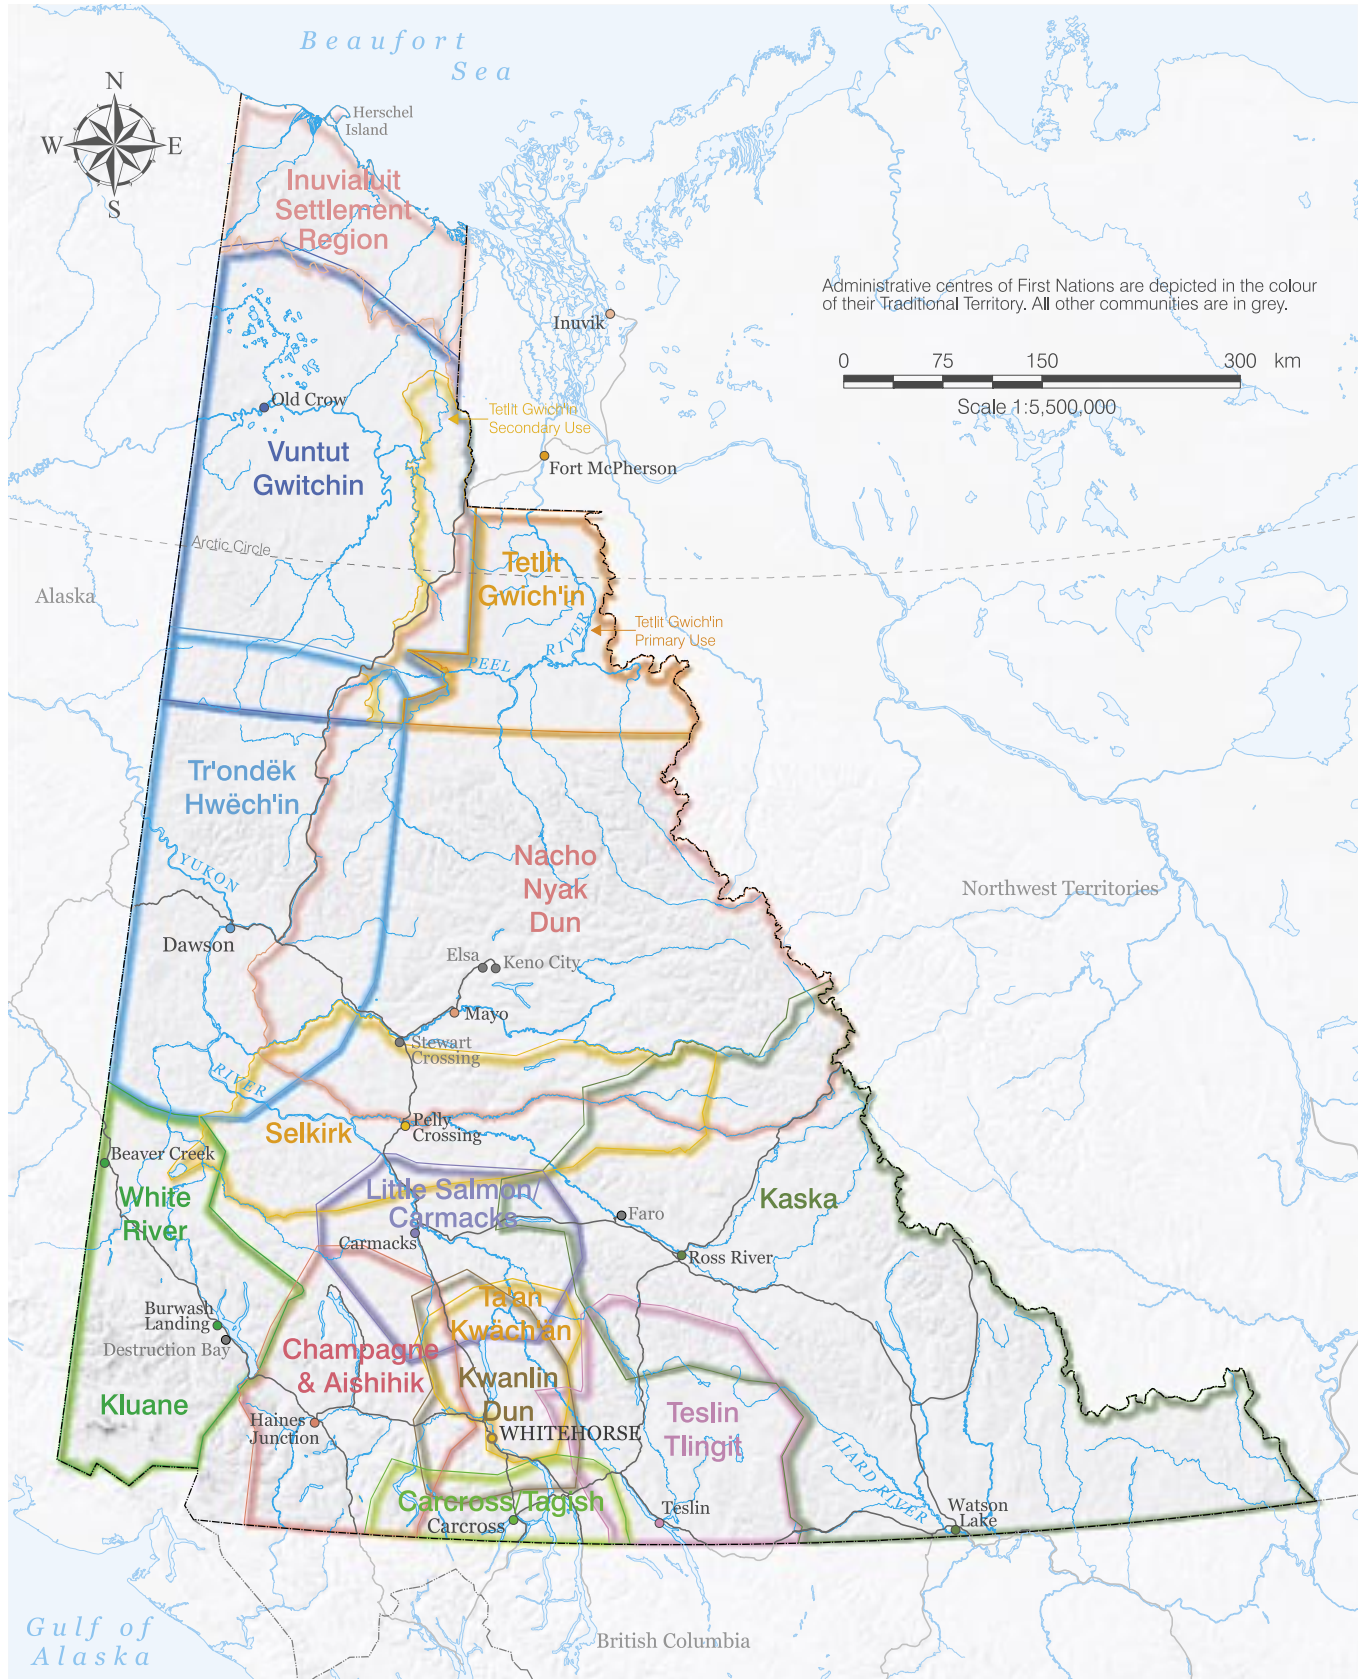 Beaufort
Sea
N
W
E
S
Herschel
Island
Inuvialuit
Settlement
Region
Administrative centres of First Nations are depicted in the colour
of their Traditional Territory. All other communities are in grey.
0 75 150 300 km
Scale 1:5,500,000
Inuvik
Old Crow
Tetlit Gwich'in
Secondary Use
Vuntut
Gwitchin
Fort McPherson
Arctic Circle
Alaska
Tetlit
Gwich'in
Tetlit Gwich'in
Primary Use
PEEL RIVER
Tr'ondëk
Hwëch'in
YUKON
Nacho
Nyak
Dun
Northwest Territories
Dawson
Elsa
Keno City
Mayo
Stewart
Crossing
RIVER
Selkirk
Pelly
Crossing
Beaver Creek
White
River
Little Salmon/
Carmacks
Carmacks
Kaska
Faro
Ross River
Burwash
Landing
Destruction Bay
Ta'an
Kwäch'än
Champagne
& Aishihik
Kwanlin
Dun
Kluane
Haines
Junction
WHITEHORSE
Teslin
Tlingit
LIARD RIVER
Carcross/Tagish
Carcross
Teslin
Watson
Lake
Gulf of
Alaska
British Columbia